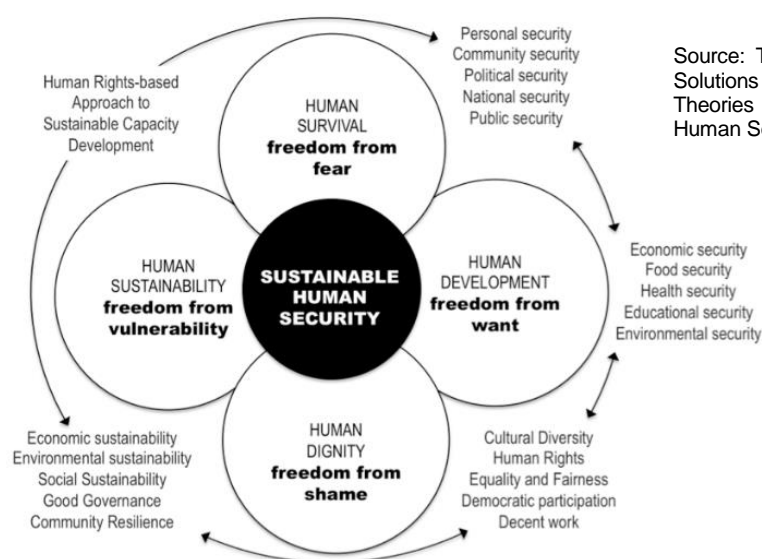 Personal security
Community security
Political security
National security
Public security
Source: T
Solutions
Theories
Human Se
Human Rights-based
Approach to
Sustainable Capacity
Development
HUMAN
SURVIVAL
freedom from
fear
HUMAN
SUSTAINABILITY
freedom from
vulnerability
SUSTAINABLE
HUMAN
SECURITY
HUMAN
DEVELOPMENT
freedom from
want
Economic security
Food security
Health security
Educational security
Environmental security
HUMAN
DIGNITY
freedom from
shame
Economic sustainability
Environmental sustainability
Social Sustainability
Good Governance
Community Resilience
Cultural Diversity
Human Rights
Equality and Fairness
Democratic participation
Decent work